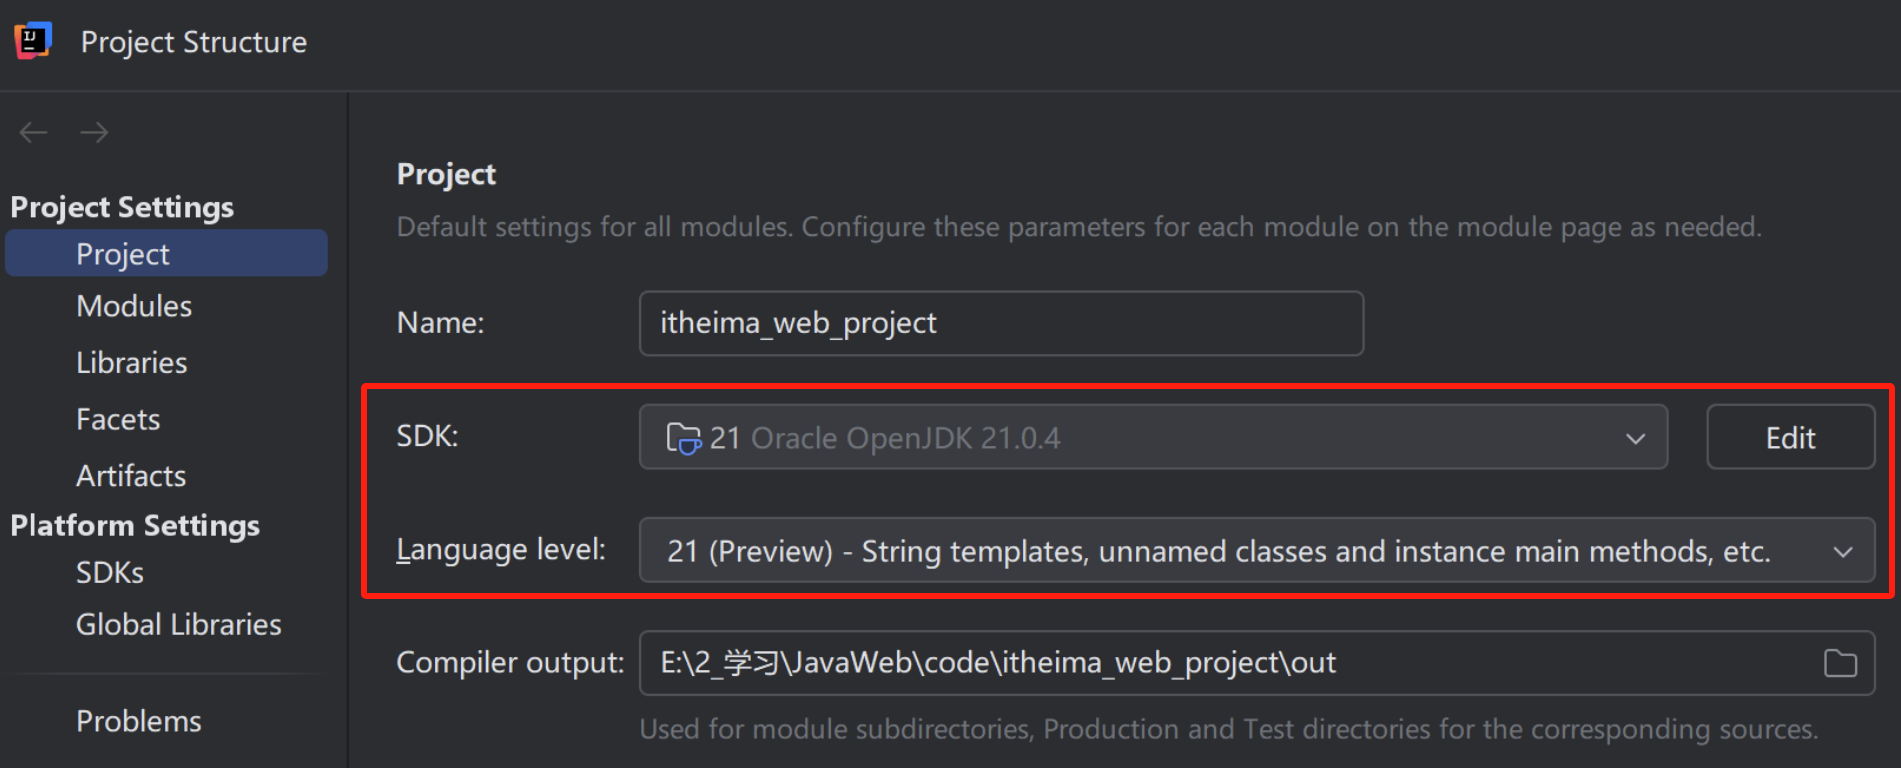 IJ
Project Structure
Project Settings
Project
Modules
Libraries
Facets
Artifacts
Platform Settings
SDKs
Global Libraries
Problems
Project
Default settings for all modules. Configure these parameters for each module on the module page as needed.
Name: itheima_web_project
SDK: 21 Oracle OpenJDK 21.0.4 Edit
Language level: 21 (Preview) - String templates, unnamed classes and instance main methods, etc.
Compiler output: E:\2_学习\JavaWeb\code\itheima_web_project\out
Used for module subdirectories, Production and Test directories for the corresponding sources.